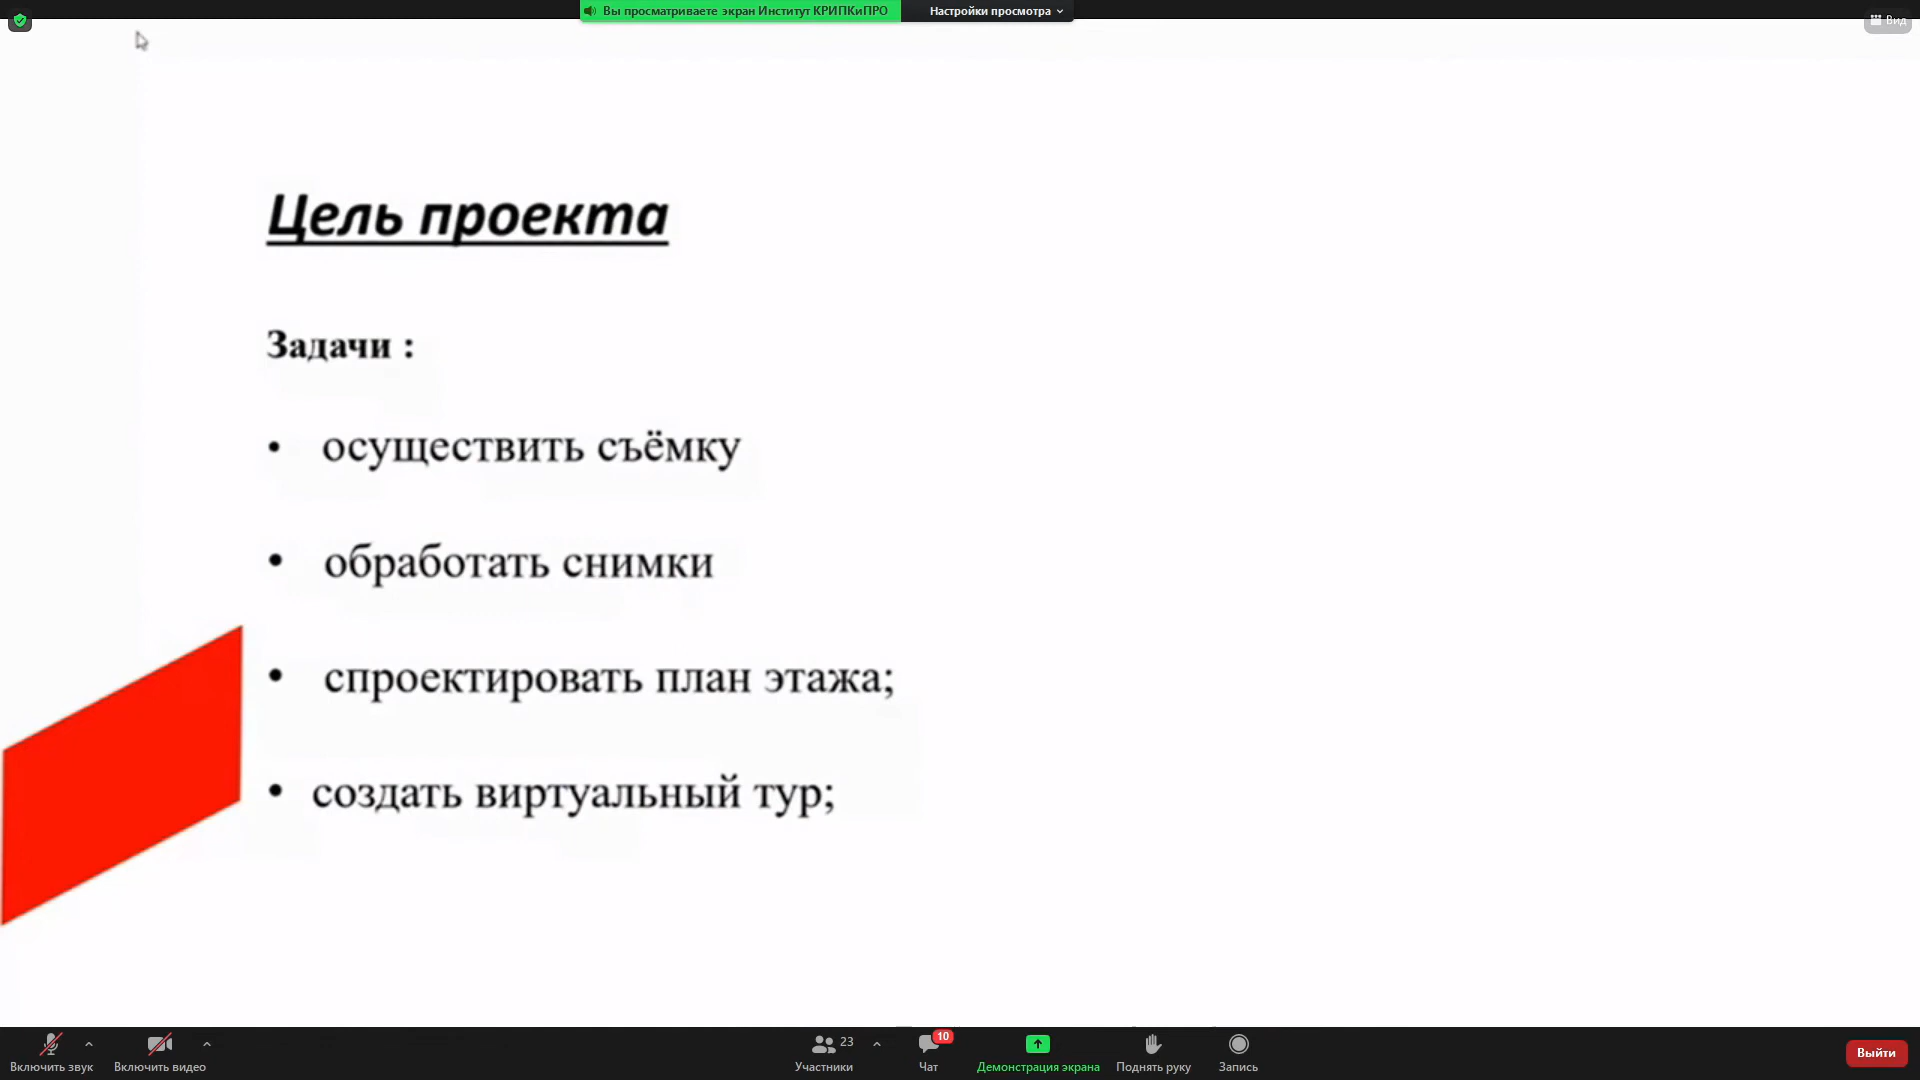 Вы просматриваете экран Институт КРИПКиПРО
Настройки просмотра
Вид
Цель проекта
Задачи :
• осуществить съёмку
• обработать снимки
• спроектировать план этажа;
• создать виртуальный тур;
Включить звук
Включить видео
23
Участники
10
Чат
Демонстрация экрана
Поднять руку
Запись
Выйти